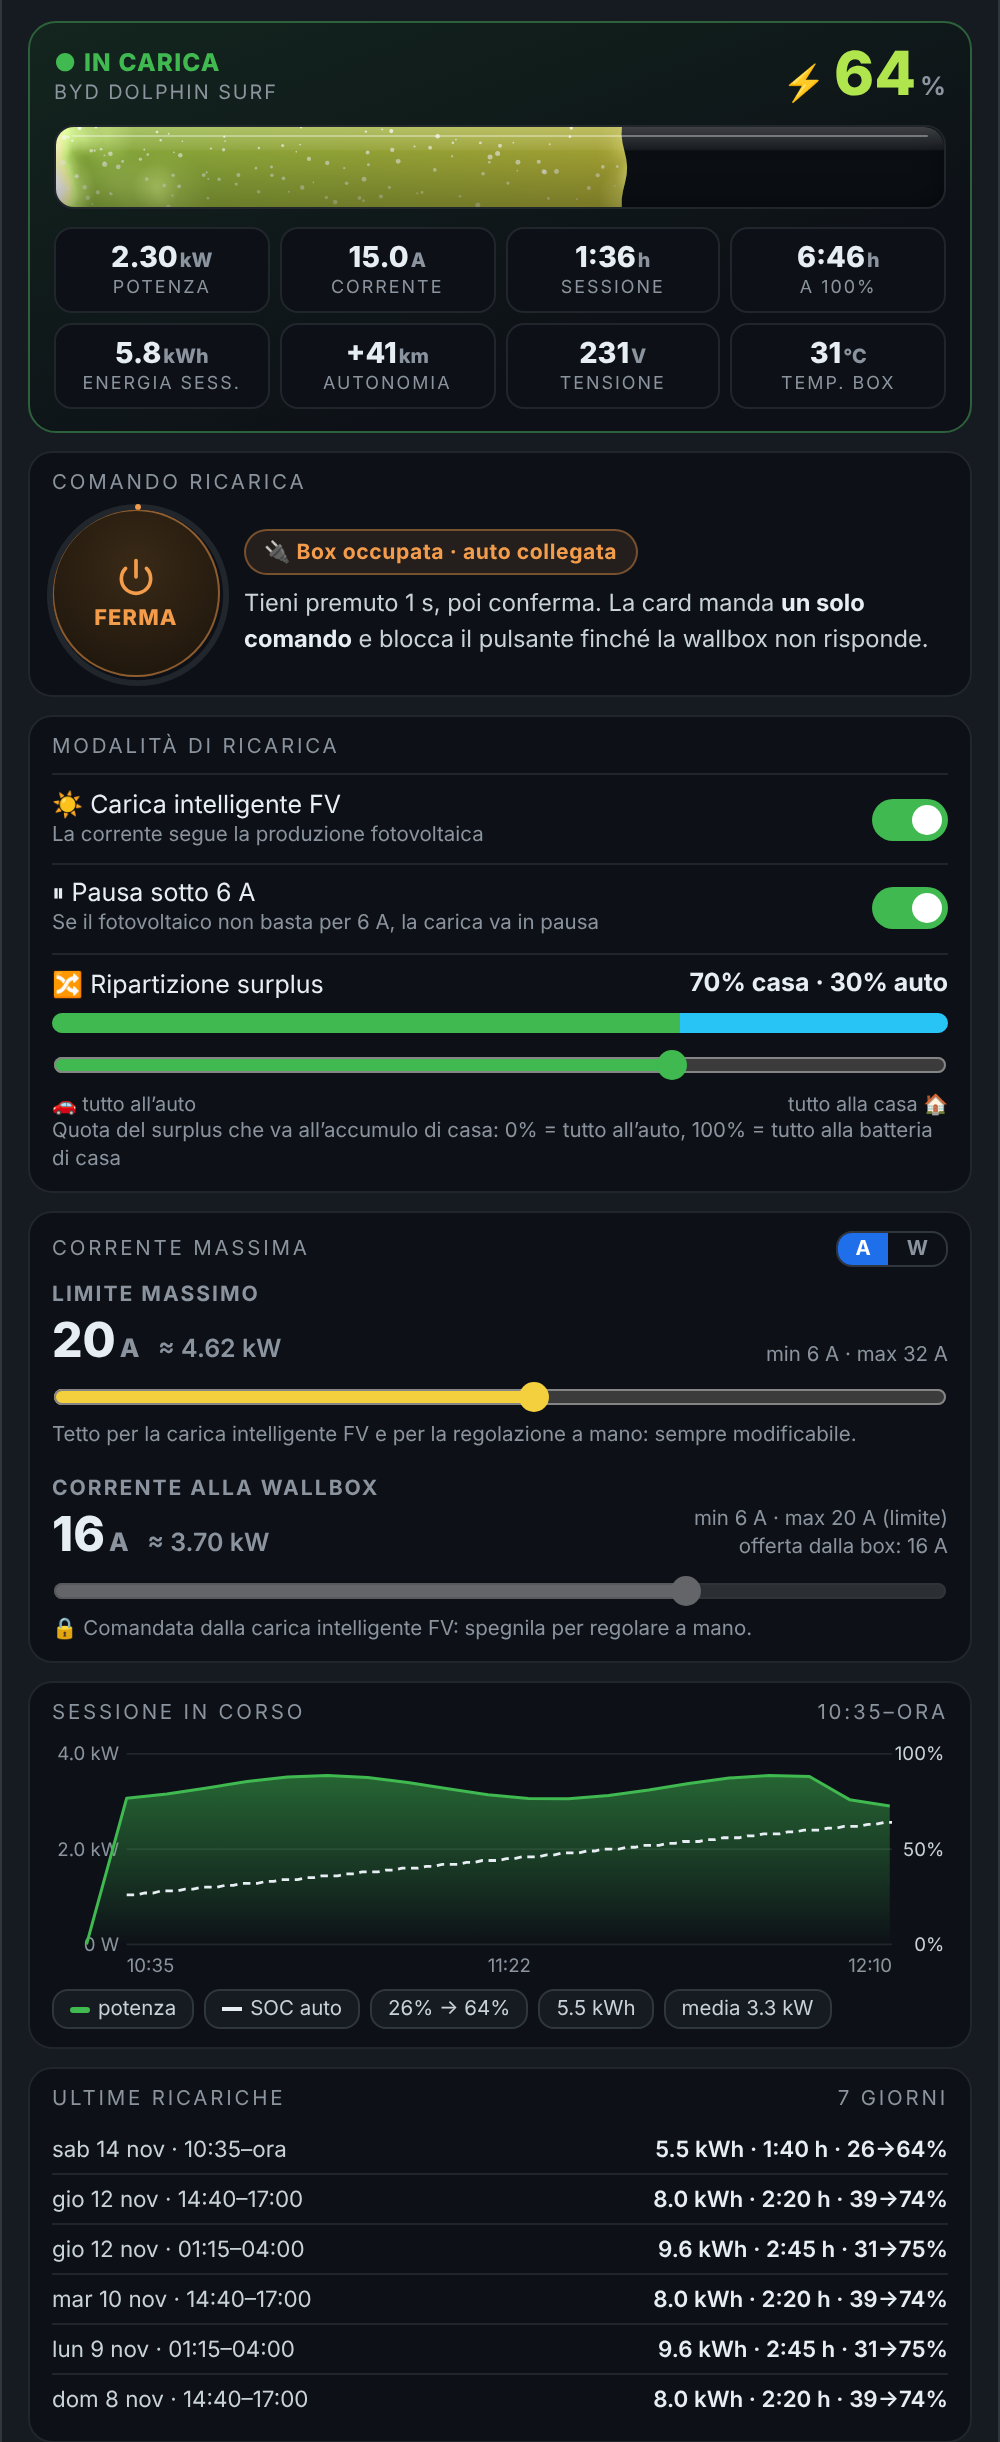 IN CARICA
BYD DOLPHIN SURF
⚡ 64 %
2.30 kW
POTENZA
15.0 A
CORRENTE
1:36 h
SESSIONE
6:46 h
A 100%
5.8 kWh
ENERGIA SESS.
+41 km
AUTONOMIA
231 V
TENSIONE
31 °C
TEMP. BOX
COMANDO RICARICA
FERMA
🔌 Box occupata · auto collegata
Tieni premuto 1 s, poi conferma. La card manda un solo
comando e blocca il pulsante finché la wallbox non risponde.
MODALITÀ DI RICARICA
☀️ Carica intelligente FV
La corrente segue la produzione fotovoltaica
⏸ Pausa sotto 6 A
Se il fotovoltaico non basta per 6 A, la carica va in pausa
🔀 Ripartizione surplus
70% casa · 30% auto
🚗 tutto all’auto
tutto alla casa 🏠
Quota del surplus che va all’accumulo di casa: 0% = tutto all’auto, 100% = tutto alla batteria
di casa
CORRENTE MASSIMA
A W
LIMITE MASSIMO
20 A ≈ 4.62 kW
min 6 A · max 32 A
Tetto per la carica intelligente FV e per la regolazione a mano: sempre modificabile.
CORRENTE ALLA WALLBOX
16 A ≈ 3.70 kW
min 6 A · max 20 A (limite)
offerta dalla box: 16 A
🔒 Comandata dalla carica intelligente FV: spegnila per regolare a mano.
SESSIONE IN CORSO
10:35–ORA
4.0 kW
100%
2.0 kW
50%
0 W
0%
10:35
11:22
12:10
potenza
SOC auto
26% → 64%
5.5 kWh
media 3.3 kW
ULTIME RICARICHE
7 GIORNI
sab 14 nov · 10:35–ora
5.5 kWh · 1:40 h · 26→64%
gio 12 nov · 14:40–17:00
8.0 kWh · 2:20 h · 39→74%
gio 12 nov · 01:15–04:00
9.6 kWh · 2:45 h · 31→75%
mar 10 nov · 14:40–17:00
8.0 kWh · 2:20 h · 39→74%
lun 9 nov · 01:15–04:00
9.6 kWh · 2:45 h · 31→75%
dom 8 nov · 14:40–17:00
8.0 kWh · 2:20 h · 39→74%